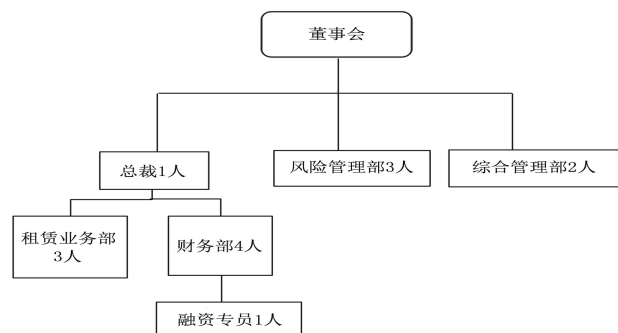 董事会
总裁1人
风险管理部3人
综合管理部2人
租赁业务部
3人
财务部4人
融资专员1人